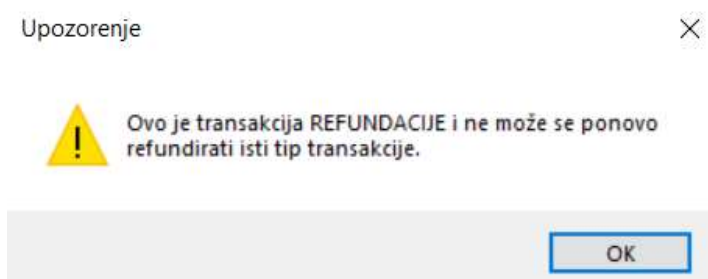 Upozorenje
Ovo je transakcija REFUNDACIJE i ne može se ponovo
refundirati isti tip transakcije.
OK